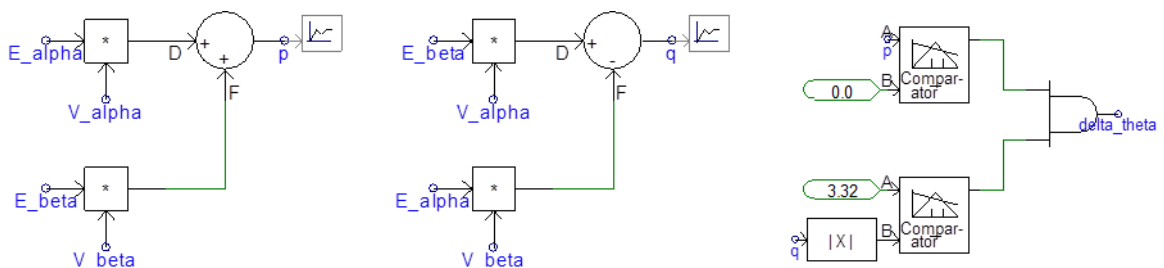 E_alpha
*
D
+
+
p
V_alpha
F
E_beta
*
V_beta
E_beta
*
D
+
-
q
V_alpha
F
E_alpha
*
V_beta
A
p
0.0
B
Compar-
ator
delta_theta
3.32
A
Compar-
ator
q
|X|
B